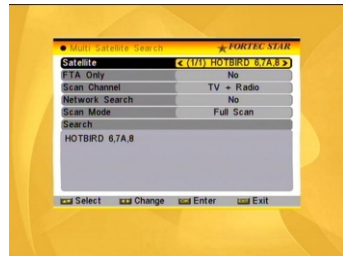 Multi Satellite Search FORTEC STAR
Satellite (1/1) HOTBIRD 6,7A,8
FTA Only No
Scan Channel TV + Radio
Network Search No
Scan Mode Full Scan
Search
HOTBIRD 6,7A,8
Select Change Enter Exit